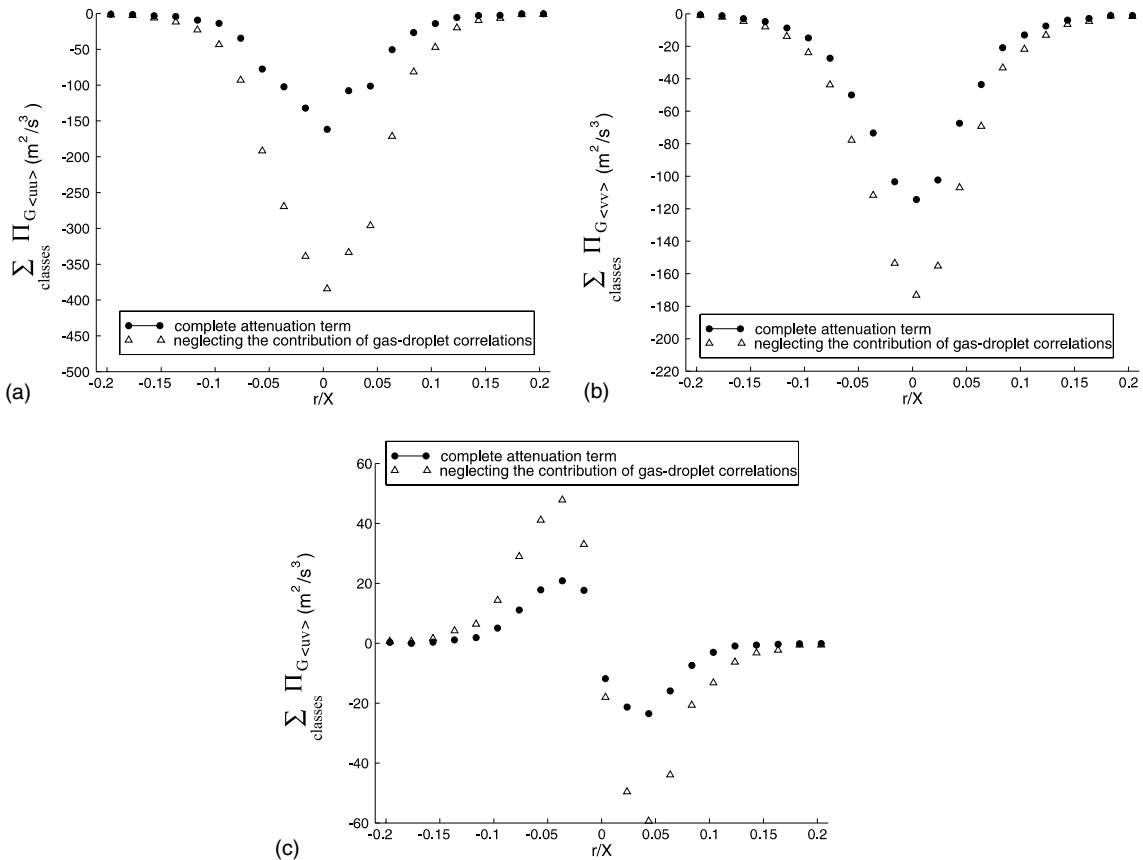 0
-50
-100
-150
-200
-250
-300
-350
-400
-450
-500
Σ Π G<uu> (m²/s³)
classes
complete attenuation term
neglecting the contribution of gas-droplet correlations
-0.2 -0.15 -0.1 -0.05 0 0.05 0.1 0.15 0.2
r/X
(a)
0
-20
-40
-60
-80
-100
-120
-140
-160
-180
-200
-220
Σ Π G<vv> (m²/s³)
classes
complete attenuation term
neglecting the contribution of gas-droplet correlations
-0.2 -0.15 -0.1 -0.05 0 0.05 0.1 0.15 0.2
r/X
(b)
complete attenuation term
neglecting the contribution of gas-droplet correlations
60
40
20
0
-20
-40
-60
Σ Π G<uv> (m²/s³)
classes
-0.2 -0.15 -0.1 -0.05 0 0.05 0.1 0.15 0.2
r/X
(c)